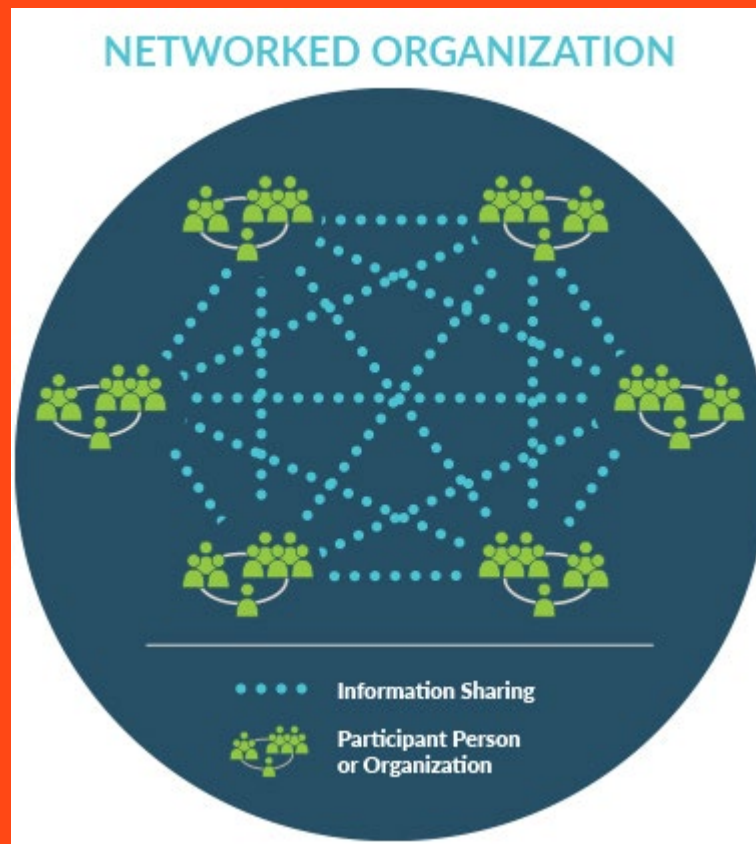 NETWORKED ORGANIZATION
Information Sharing
Participant Person
or Organization